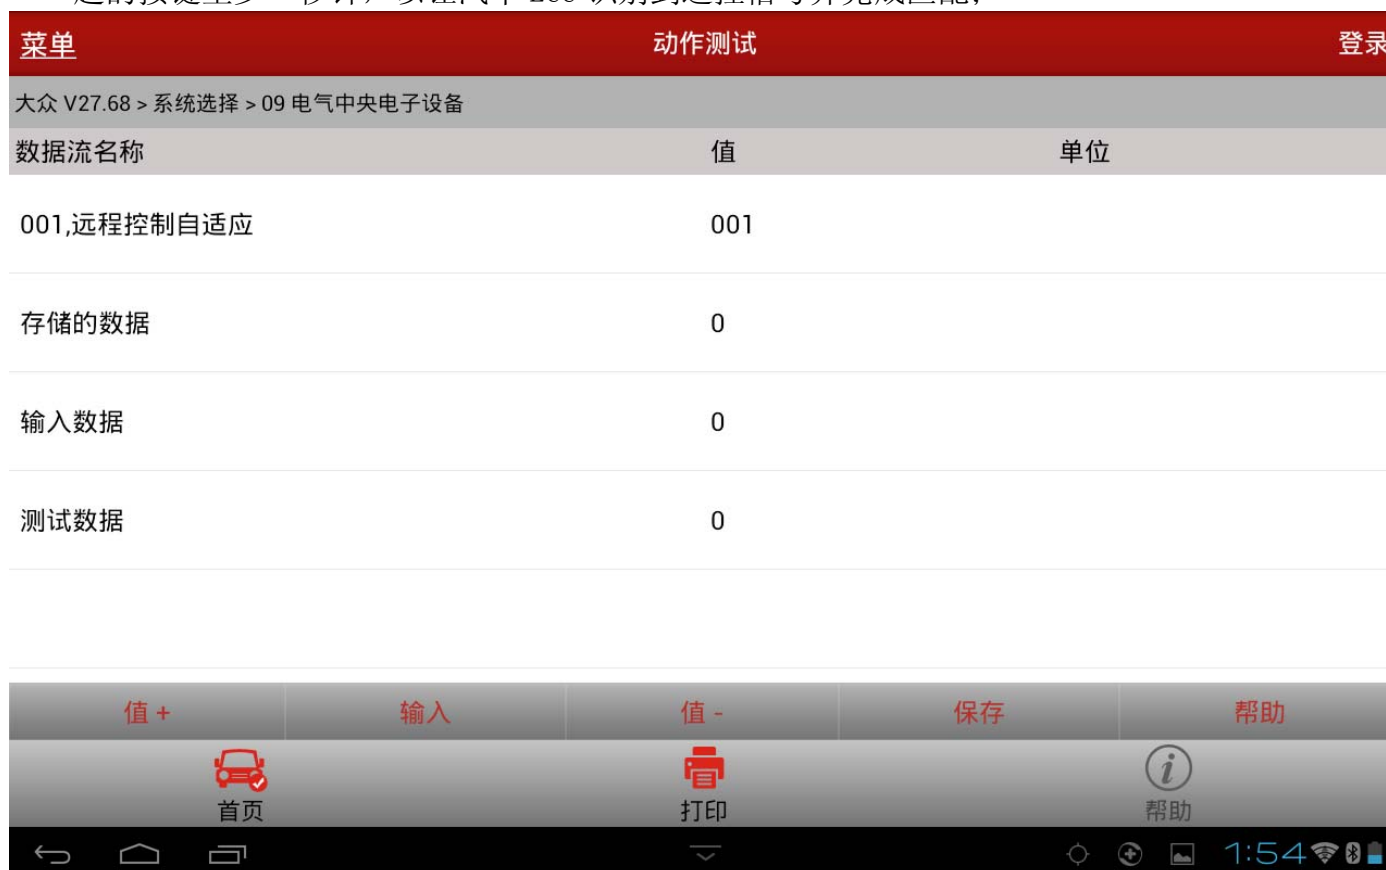 菜单
动作测试
登录
大众 V27.68 > 系统选择 > 09 电气中央电子设备
数据流名称 值 单位
001,远程控制自适应 001
存储的数据 0
输入数据 0
测试数据 0
值 + 输入 值 - 保存 帮助
首页 打印 帮助
1:54